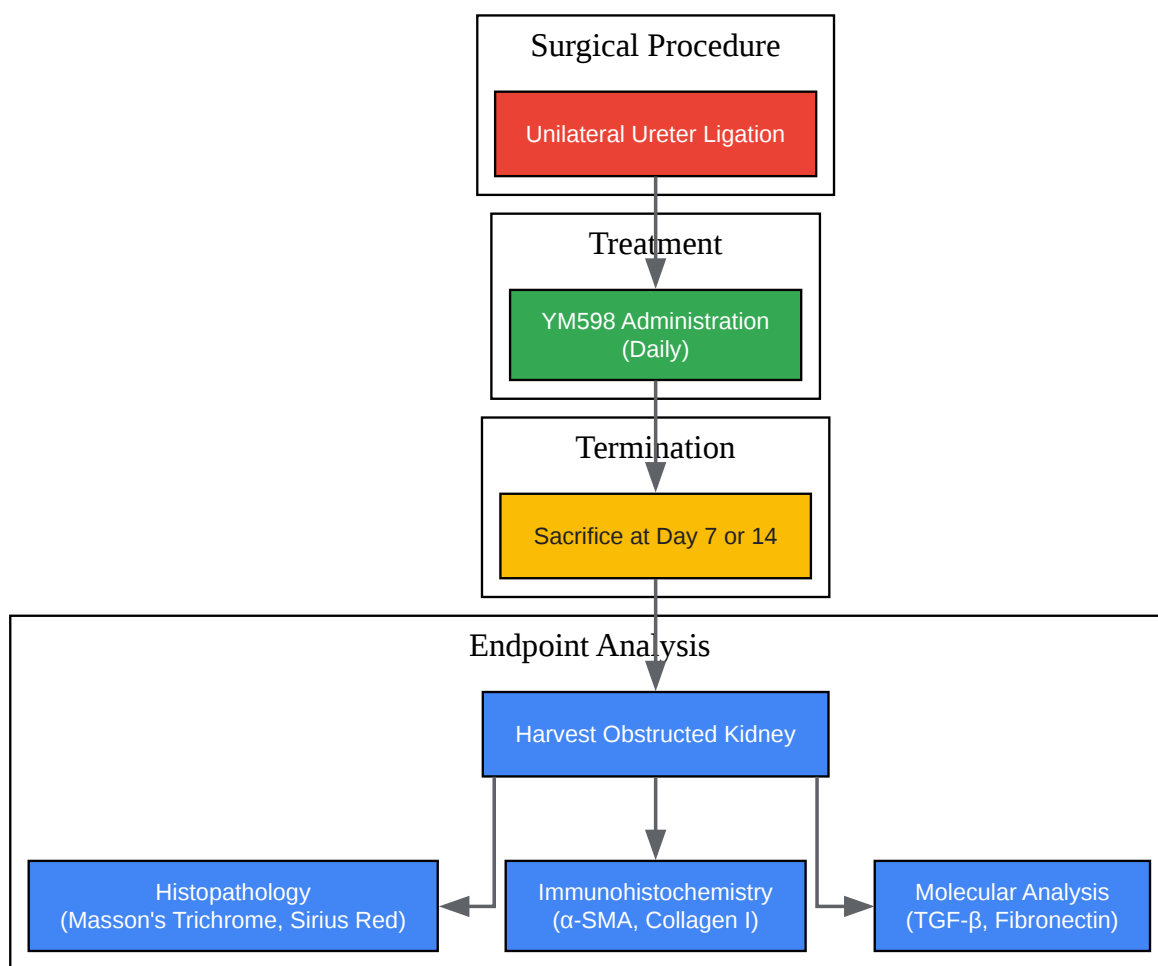 Surgical Procedure
Unilateral Ureter Ligation
Treatment
YM598 Administration
(Daily)
Termination
Sacrifice at Day 7 or 14
Endpoint Analysis
Harvest Obstructed Kidney
Histopathology
(Masson's Trichrome, Sirius Red)
Immunohistochemistry
(α-SMA, Collagen I)
Molecular Analysis
(TGF-β, Fibronectin)